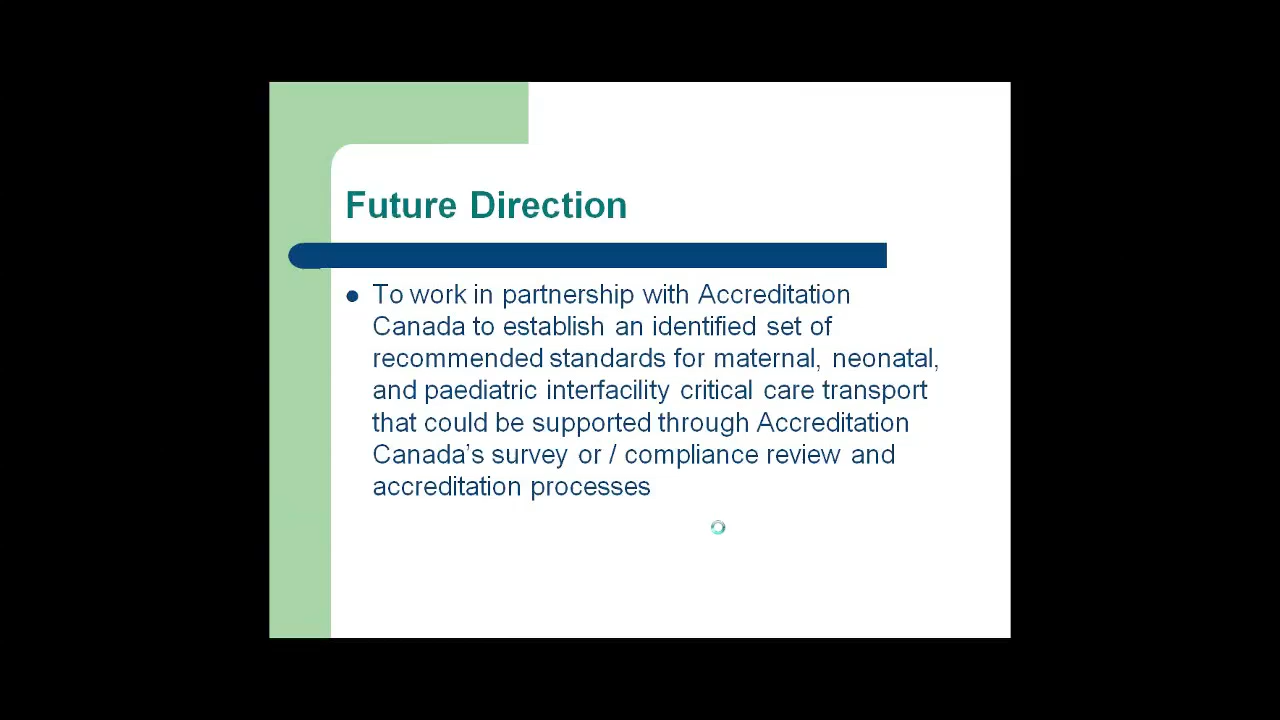 Future Direction
To work in partnership with Accreditation
Canada to establish an identified set of
recommended standards for maternal, neonatal,
and paediatric interfacility critical care transport
that could be supported through Accreditation
Canada's survey or / compliance review and
accreditation processes